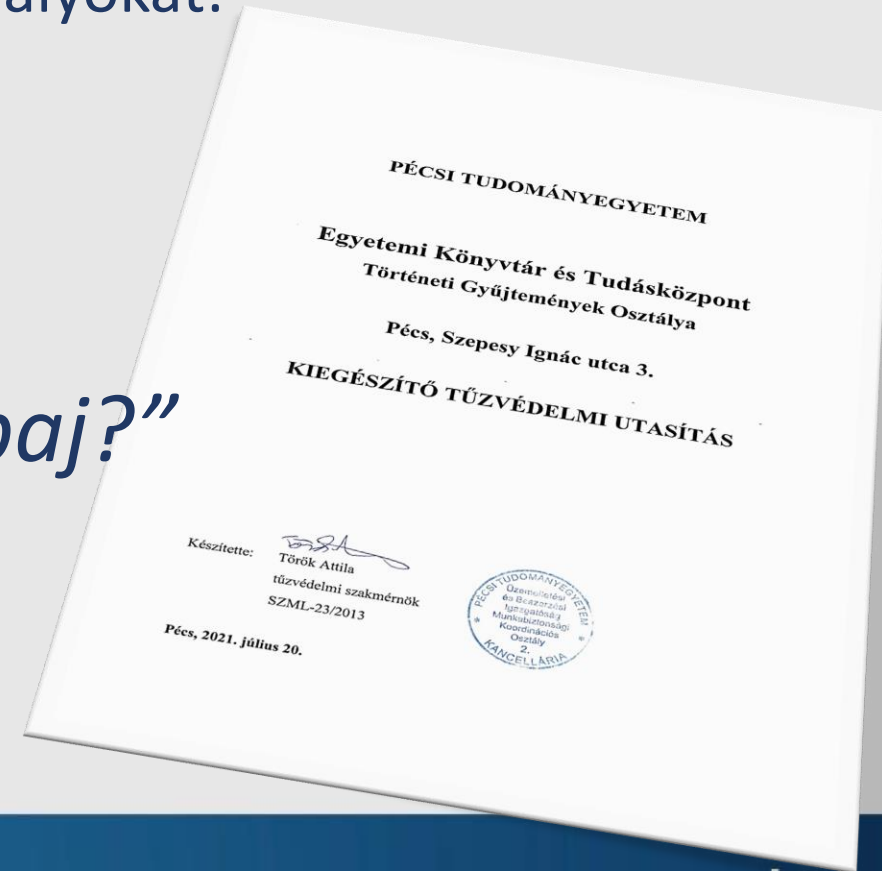 PÉCSI TUDOMÁNYEGYETEM
Egyetemi Könyvtár és Tudásközpont
Történeti Gyűjtemények Osztálya
Pécs, Szepesy Ignác utca 3.
KIEGÉSZÍTŐ TŰZVÉDELMI UTASÍTÁS
Készítette:
Török Attila
tűzvédelmi szakmérnök
SZML-23/2013
Pécs, 2021. július 20.
PÉCSI TUDOMÁNYEGYETEM
Üzemeltetési
és Beszerzési
Igazgatóság
Munkabiztonsági
Koordinációs
Osztály
2.
KANCELLÁRIA